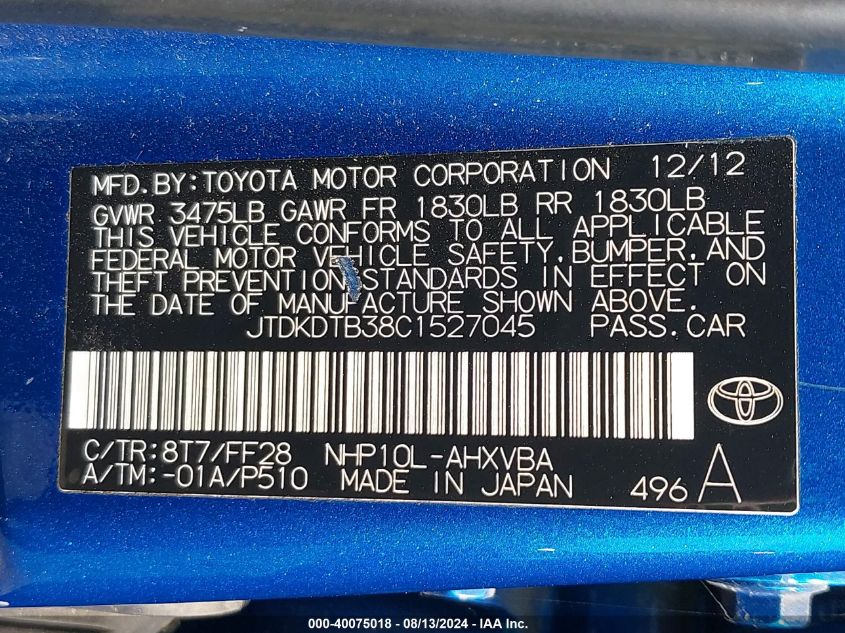 MFD.BY:TOYOTA MOTOR CORPORATION 12/12
GVWR 3475LB GAWR FR 1830LB RR 1830LB
THIS VEHICLE CONFORMS TO ALL APPLICABLE
FEDERAL MOTOR VEHICLE SAFETY,BUMPER,AND
THEFT PREVENTION STANDARDS IN EFFECT ON
THE DATE OF MANUFACTURE SHOWN ABOVE.
JTDKDTB38C1527045 PASS.CAR
C/TR:8T7/FF28 NHP10L-AHXVBA
A/TM:-01A/P510 MADE IN JAPAN 496 A
000-40075018 - 08/13/2024 - IAA Inc.